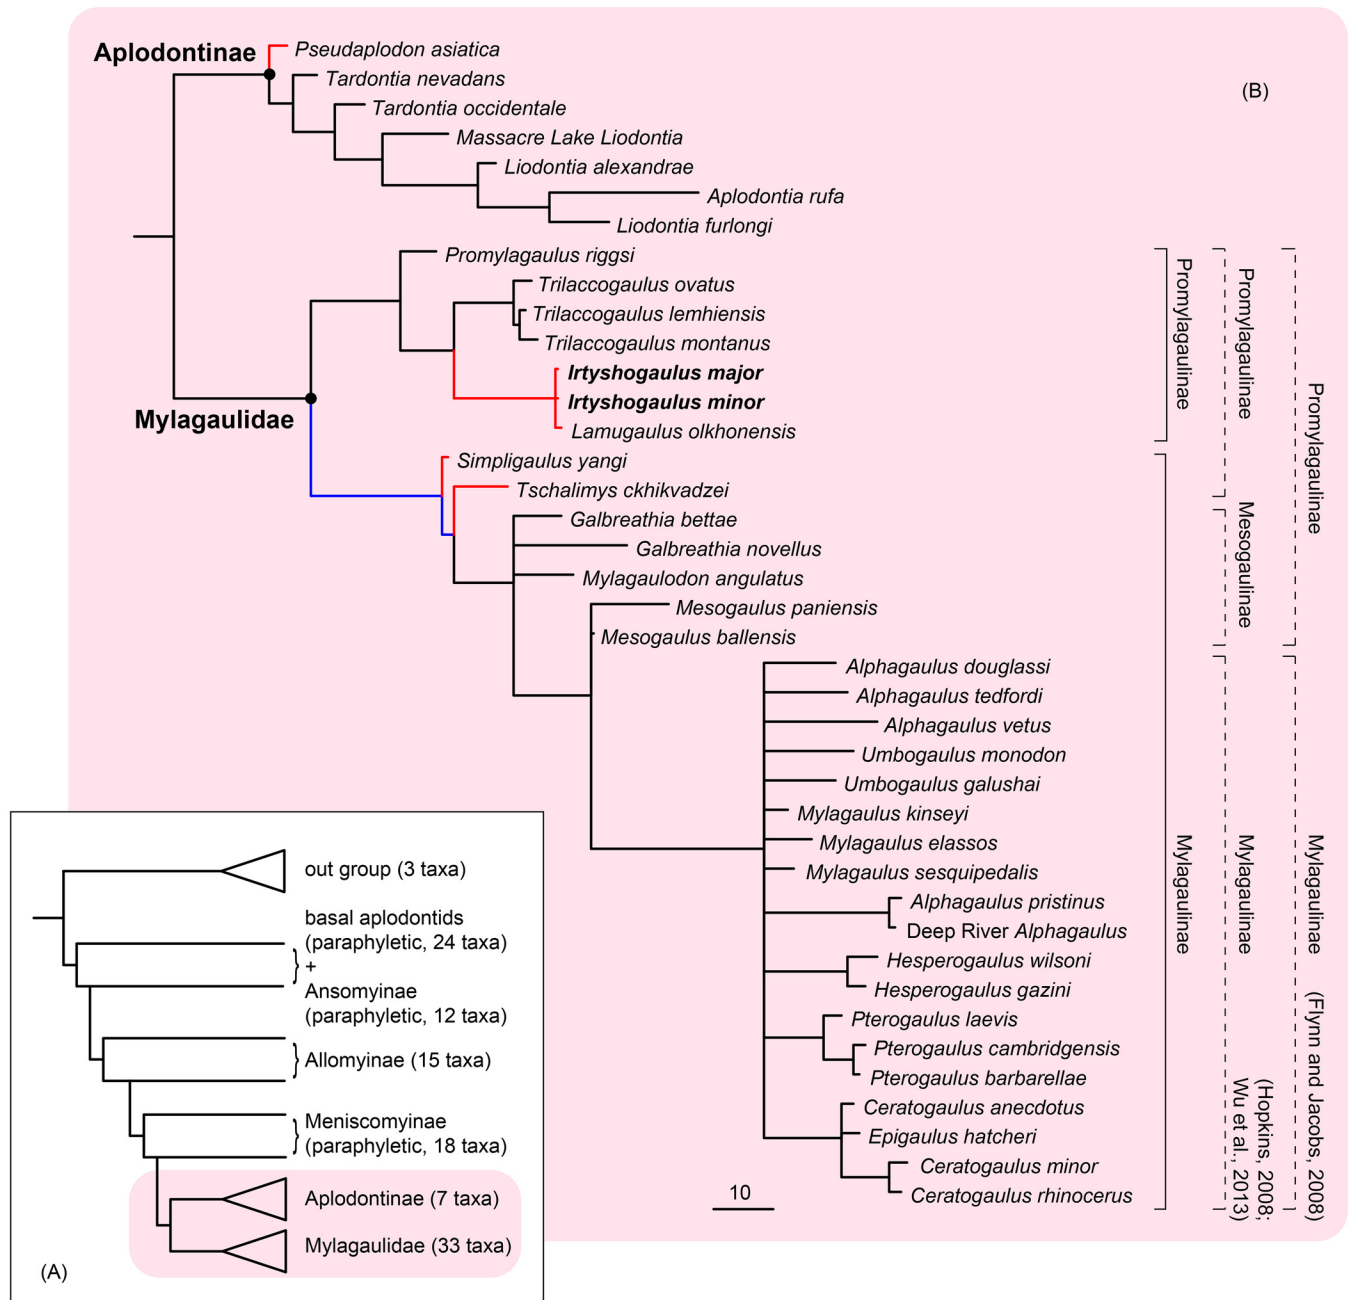 Aplodontinae
Pseudaplodon asiatica
Tardontia nevadans
(B)
Tardontia occidentale
Massacre Lake Liodontia
Liodontia alexandrae
Aplodontia rufa
Liodontia furlongi
Promylagaulus riggsi
Trilaccogaulus ovatus
Trilaccogaulus lemhiensis
Trilaccogaulus montanus
Irtyshogaulus major
Irtyshogaulus minor
Mylagaulidae
Lamugaulus olkhonensis
Simpligaulus yangi
Tschalimys ckhikvadzei
Galbreathia bettae
Galbreathia novellus
Mylagaulodon angulatus
Mesogaulus paniensis
Mesogaulus ballensis
Alphagaulus douglassi
Alphagaulus tedfordi
Alphagaulus vetus
Umbogaulus monodon
Umbogaulus galushai
Mylagaulus kinseyi
Mylagaulus elassos
Mylagaulus sesquipedalis
Alphagaulus pristinus
Deep River Alphagaulus
Hesperogaulus wilsoni
Hesperogaulus gazini
Pterogaulus laevis
Pterogaulus cambridgensis
Pterogaulus barbarellae
Ceratogaulus anecdotus
Epigaulus hatcheri
Ceratogaulus minor
Ceratogaulus rhinocerus
10
Promylagaulinae
Mylagaulinae
Promylagaulinae
Mesogaulinae
Mylagaulinae
(Hopkins, 2008;
Wu et al., 2013)
Promylagaulinae
Mylagaulinae
(Flynn and Jacobs, 2008)
out group (3 taxa)
basal aplodontids
(paraphyletic, 24 taxa)
+
Ansomyinae
(paraphyletic, 12 taxa)
Allomyinae (15 taxa)
Meniscomyinae
(paraphyletic, 18 taxa)
Aplodontinae (7 taxa)
Mylagaulidae (33 taxa)
(A)